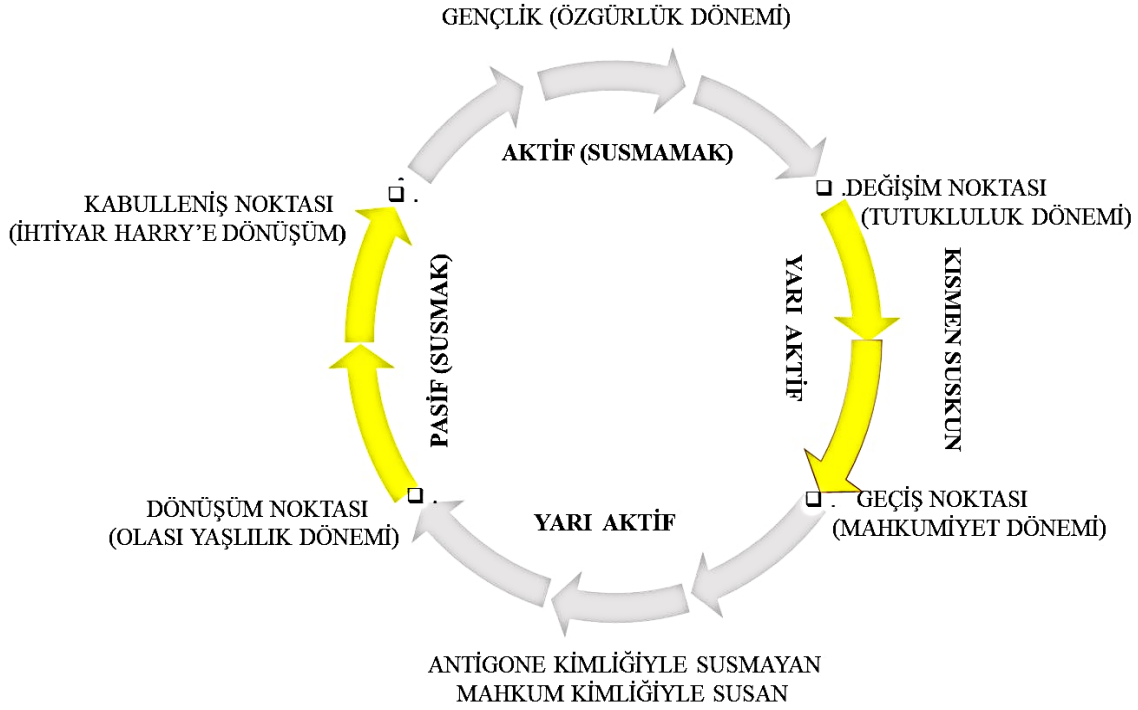 GENÇLİK (ÖZGÜRLÜK DÖNEMİ)
AKTİF (SUSMAMAK)
DEĞİŞİM NOKTASI
(TUTUKLULUK DÖNEMİ)
YARI AKTİF
KISMEN SUSKUN
GEÇİŞ NOKTASI
(MAHKUMİYET DÖNEMİ)
YARI AKTİF
ANTİGONE KİMLİĞİYLE SUSMAYAN
MAHKUM KİMLİĞİYLE SUSAN
DÖNÜŞÜM NOKTASI
(OLASI YAŞLILIK DÖNEMİ)
PASİF (SUSMAK)
KABULLENİŞ NOKTASI
(İHTİYAR HARRY’E DÖNÜŞÜM)